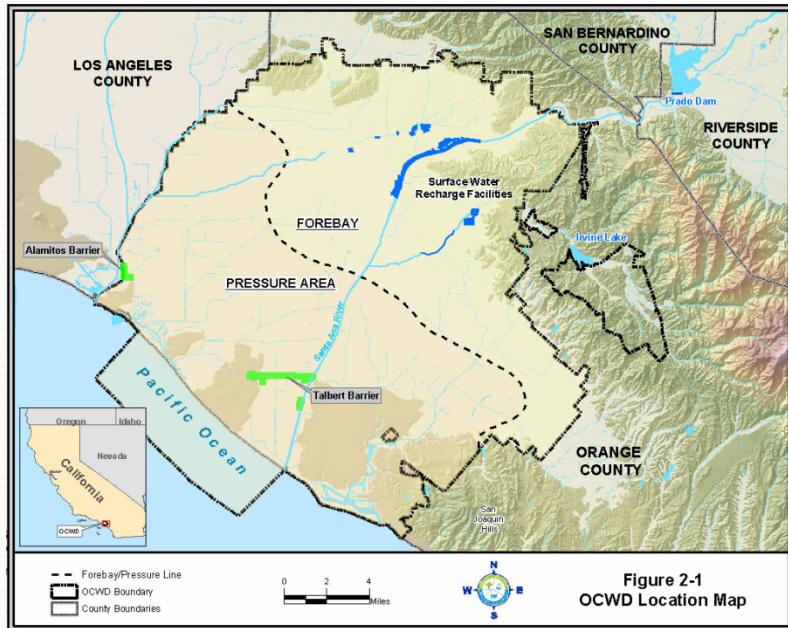 SAN BERNARDINO
COUNTY
LOS ANGELES
COUNTY
Prado Dam
RIVERSIDE
COUNTY
Surface Water
Recharge Facilities
FOREBAY
Irvine Lake
Alamitos Barrier
PRESSURE AREA
Santa Ana River
Pacific Ocean
Talbert Barrier
ORANGE
COUNTY
San
Joaquin
Hills
Oregon
Idaho
Nevada
California
OCWD
Forebay/Pressure Line
OCWD Boundary
County Boundaries
0 2 4
Miles
N
W E
S
Figure 2-1
OCWD Location Map